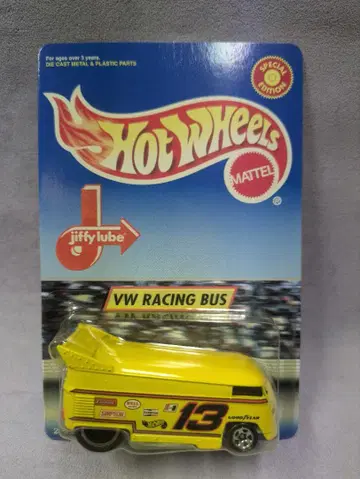 For ages over 3 years.
DIE CAST METAL & PLASTIC PARTS
SPECIAL EDITION
Hot Wheels
MATTEL
®
jiffy lube
VW RACING BUS
13
GOODYEAR